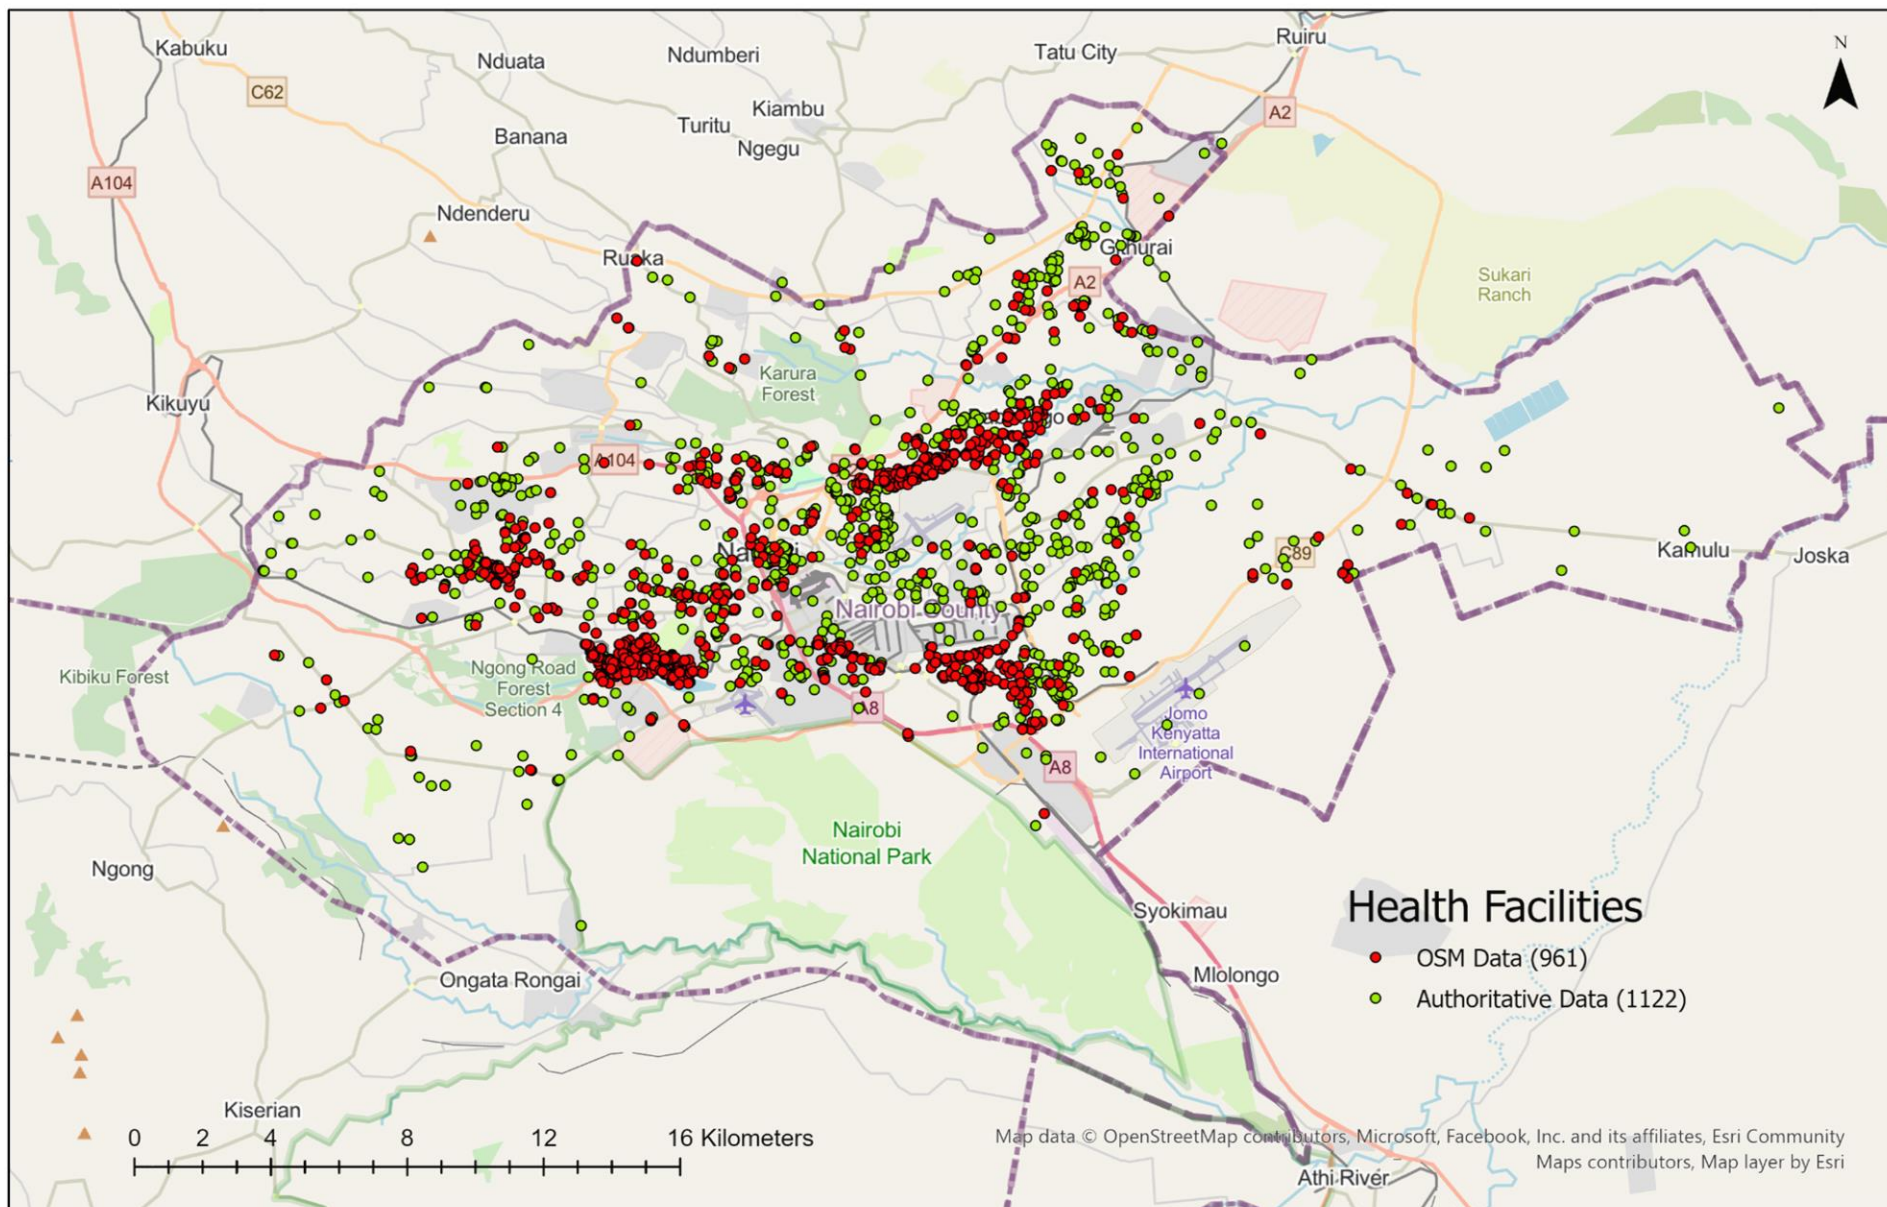 Kabuku
Nduata
Ndumberi
Tatu City
Ruiru
N
C62
A2
Kiambu
Turitu
Banana
Ngegu
A104
Ndenderu
Ruaka
Githurai
A2
Sukari
Ranch
Karura
Forest
Kikuyu
A104
Nairobi
C89
Kamulu
Joska
Nairobi County
Kibiku Forest
Ngong Road
Forest
Section 4
A8
Jomo
Kenyatta
International
Airport
A8
Nairobi
National Park
Ngong
Syokimau
Health Facilities
OSM Data (961)
Authoritative Data (1122)
Ongata Rongai
Mlolongo
Kiserian
0 2 4 8 12 16 Kilometers
Map data © OpenStreetMap contributors, Microsoft, Facebook, Inc. and its affiliates, Esri Community
Maps contributors, Map layer by Esri
Athi River